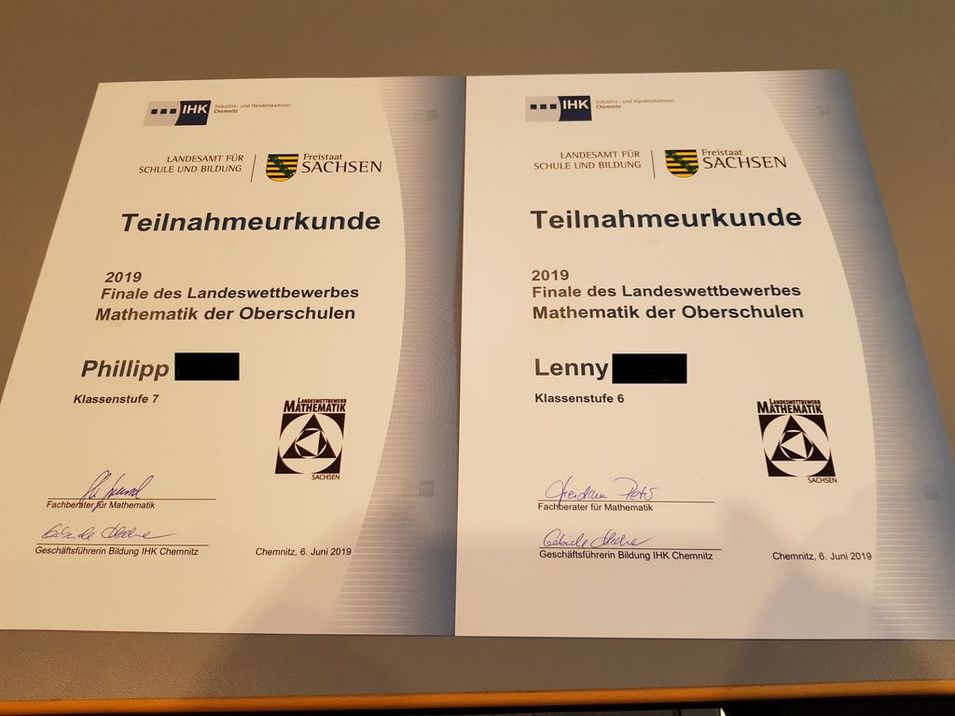 IHK Industrie- und Handelskammer
Chemnitz
LANDESAMT FÜR
SCHULE UND BILDUNG
Freistaat
SACHSEN
Teilnahmeurkunde
2019
Finale des Landeswettbewerbes
Mathematik der Oberschulen
Phillipp
Klassenstufe 7
LANDESWETTBEWERB
MATHEMATIK
SACHSEN
Fachberater für Mathematik
Geschäftsführerin Bildung IHK Chemnitz
Chemnitz, 6. Juni 2019
IHK Industrie- und Handelskammer
Chemnitz
LANDESAMT FÜR
SCHULE UND BILDUNG
Freistaat
SACHSEN
Teilnahmeurkunde
2019
Finale des Landeswettbewerbes
Mathematik der Oberschulen
Lenny
Klassenstufe 6
LANDESWETTBEWERB
MATHEMATIK
SACHSEN
Fachberater für Mathematik
Geschäftsführerin Bildung IHK Chemnitz
Chemnitz, 6. Juni 2019